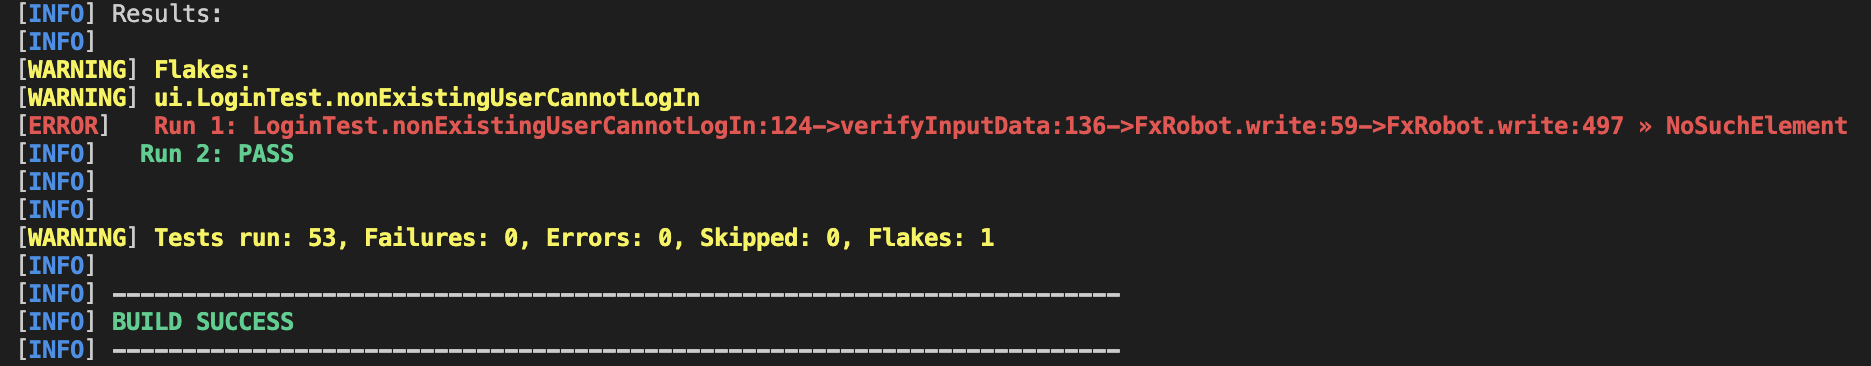 [INFO] Results:
[INFO]
[WARNING] Flakes:
[WARNING] ui.LoginTest.nonExistingUserCannotLogIn
[ERROR]   Run 1: LoginTest.nonExistingUserCannotLogIn:124->verifyInputData:136->FxRobot.write:59->FxRobot.write:497 » NoSuchElement
[INFO]   Run 2: PASS
[INFO]
[INFO]
[WARNING] Tests run: 53, Failures: 0, Errors: 0, Skipped: 0, Flakes: 1
[INFO]
[INFO] ------------------------------------------------------------------------
[INFO] BUILD SUCCESS
[INFO] ------------------------------------------------------------------------